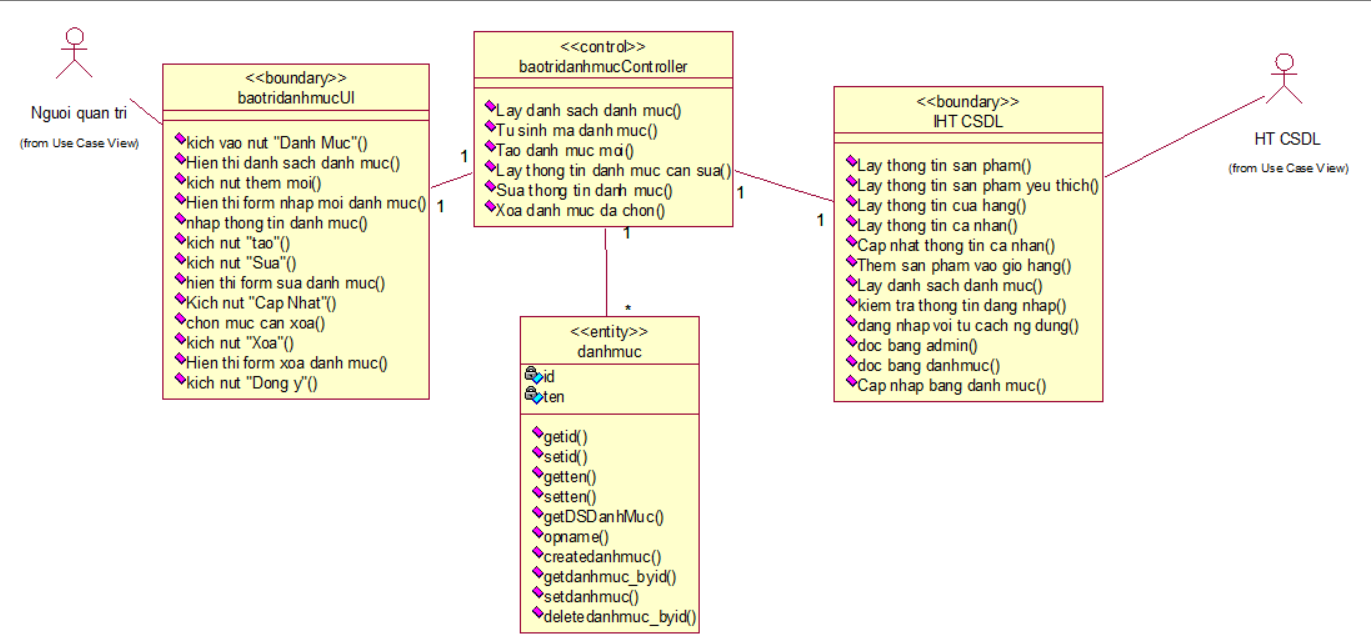 Nguoi quan tri
(from Use Case View)
<<boundary>>
baotridanhmucUI
kich vao nut "Danh Muc"()
Hien thi danh sach danh muc()
kich nut them moi()
Hien thi form nhap moi danh muc()
nhap thong tin danh muc()
kich nut "tao"()
kich nut "Sua"()
hien thi form sua danh muc()
Kich nut "Cap Nhat"()
chon muc can xoa()
kich nut "Xoa"()
Hien thi form xoa danh muc()
kich nut "Dong y"()
1
1
<<control>>
baotridanhmucController
Lay danh sach danh muc()
Tu sinh ma danh muc()
Tao danh muc moi()
Lay thong tin danh muc can sua()
Sua thong tin danh muc()
Xoa danh muc da chon()
1
*
<<entity>>
danhmuc
id
ten
getid()
setid()
getten()
setten()
getDSDanhMuc()
opname()
createdanhmuc()
getdanhmuc_byid()
setdanhmuc()
deletedanhmuc_byid()
1
1
<<boundary>>
IHT CSDL
Lay thong tin san pham()
Lay thong tin san pham yeu thich()
Lay thong tin cua hang()
Lay thong tin ca nhan()
Cap nhat thong tin ca nhan()
Them san pham vao gio hang()
Lay danh sach danh muc()
kiem tra thong tin dang nhap()
dang nhap voi tu cach ng dung()
doc bang admin()
doc bang danhmuc()
Cap nhap bang danh muc()
HT CSDL
(from Use Case View)